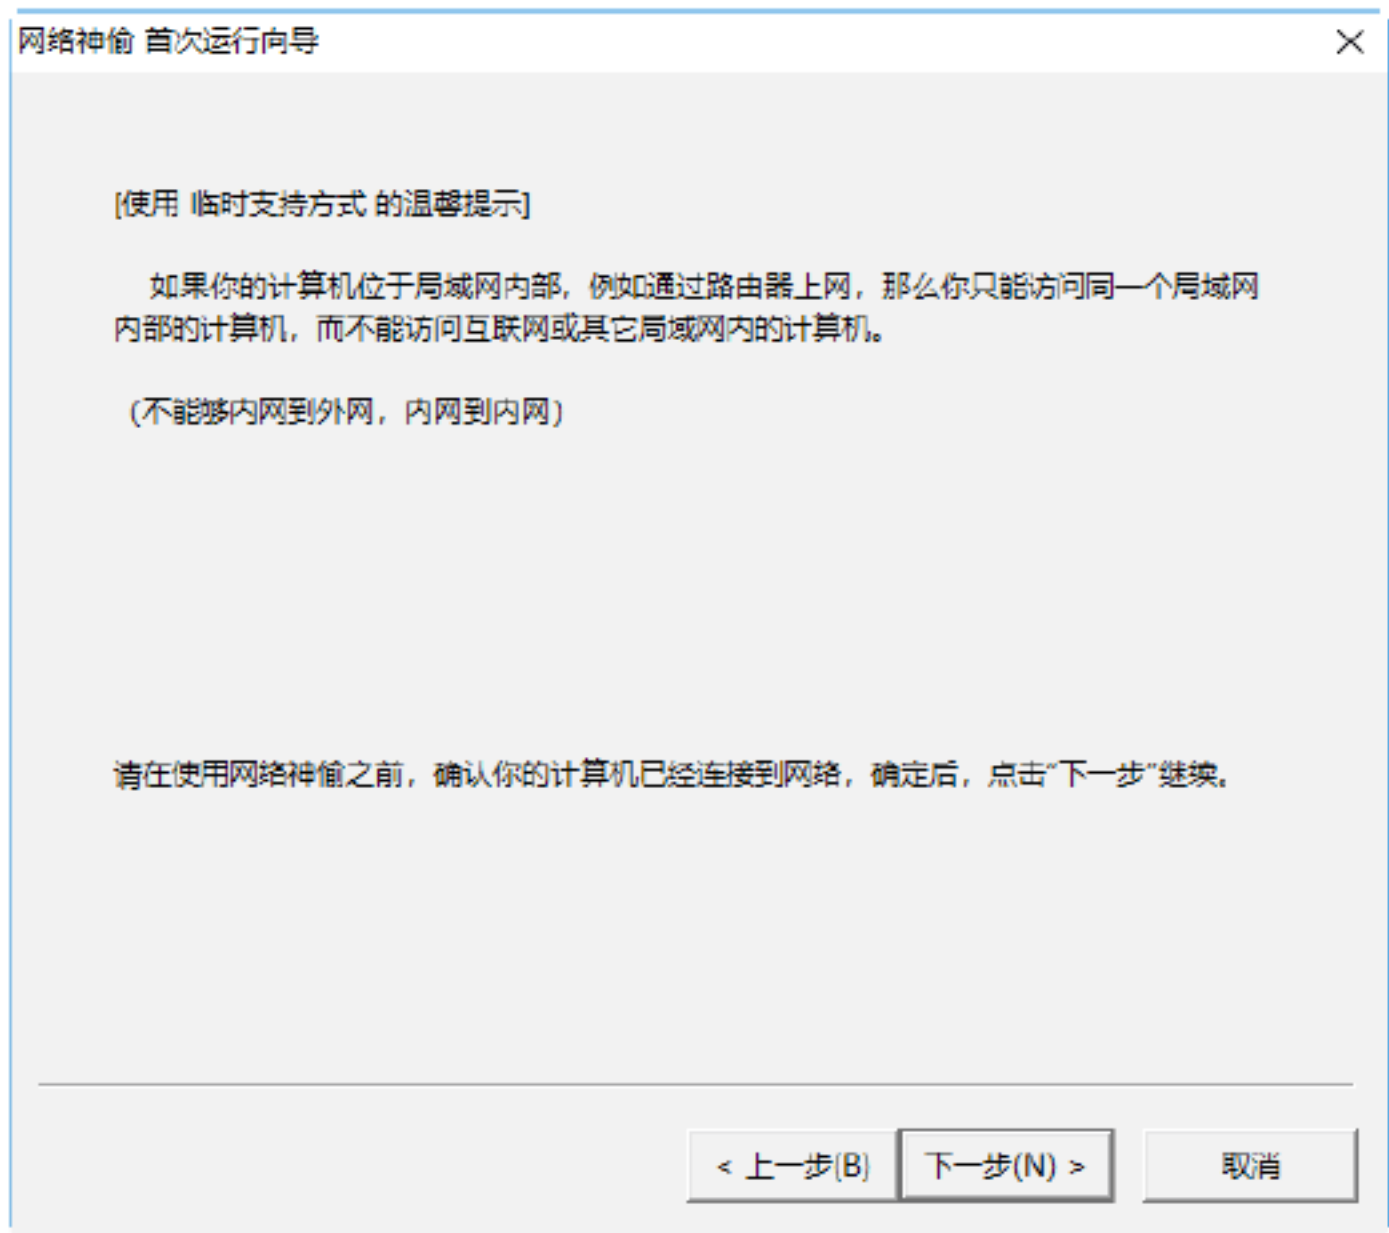 网络神偷 首次运行向导
[使用 临时支持方式 的温馨提示]
如果你的计算机位于局域网内部，例如通过路由器上网，那么你只能访问同一个局域网
内部的计算机，而不能访问互联网或其它局域网内的计算机。
（不能够内网到外网，内网到内网）
请在使用网络神偷之前，确认你的计算机已经连接到网络，确定后，点击“下一步”继续。
< 上一步(B)
下一步(N) >
取消